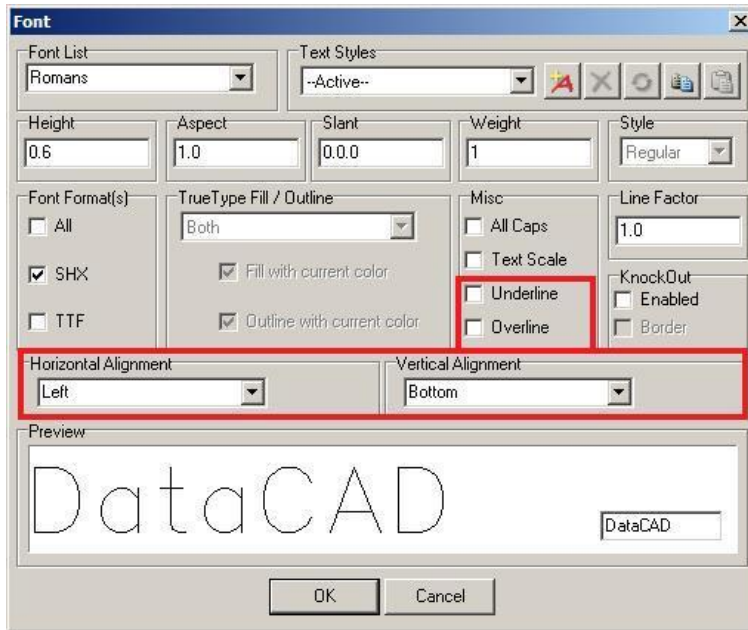 Font
Font List
Text Styles
Romans
--Active--
A
Height
Aspect
Slant
Weight
Style
0.6
1.0
0.0.0
1
Regular
Font Format(s)
TrueType Fill / Outline
Misc
Line Factor
All
Both
All Caps
1.0
SHX
Fill with current color
Text Scale
KnockOut
Underline
Enabled
TTF
Outline with current color
Overline
Border
Horizontal Alignment
Vertical Alignment
Left
Bottom
Preview
DataCAD
DataCAD
OK
Cancel